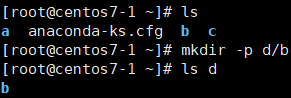 [root@centos7-1 ~]# ls
a  anaconda-ks.cfg  b  c
[root@centos7-1 ~]# mkdir -p d/b
[root@centos7-1 ~]# ls d
b